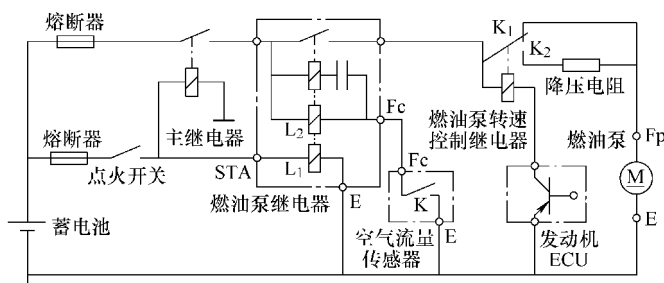 熔断器
K₁
K₂
降压电阻
L₂
Fc
主继电器
熔断器
燃油泵转速
控制继电器
燃油泵
Fp
点火开关
STA
L₁
Fc
M
燃油泵继电器
E
K
E
空气流量
传感器
E
蓄电池
发动机
ECU